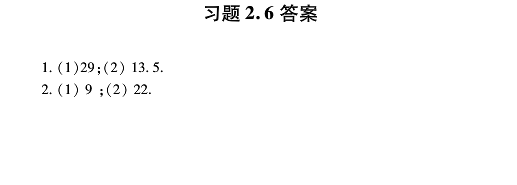 习题 2.6 答案
1. (1)29;(2) 13.5.
2. (1) 9 ;(2) 22.